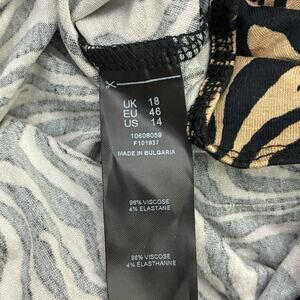 UK 18
EU 46
US 14
10608059
F101937
MADE IN BULGARIA
96% VISCOSE
4% ELASTANE
96% VISCOSE
4% ELASTHANNE